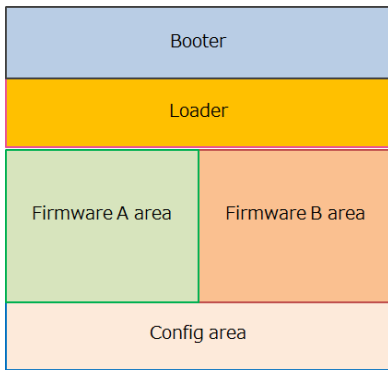 Booter
Loader
Firmware A area
Firmware B area
Config area